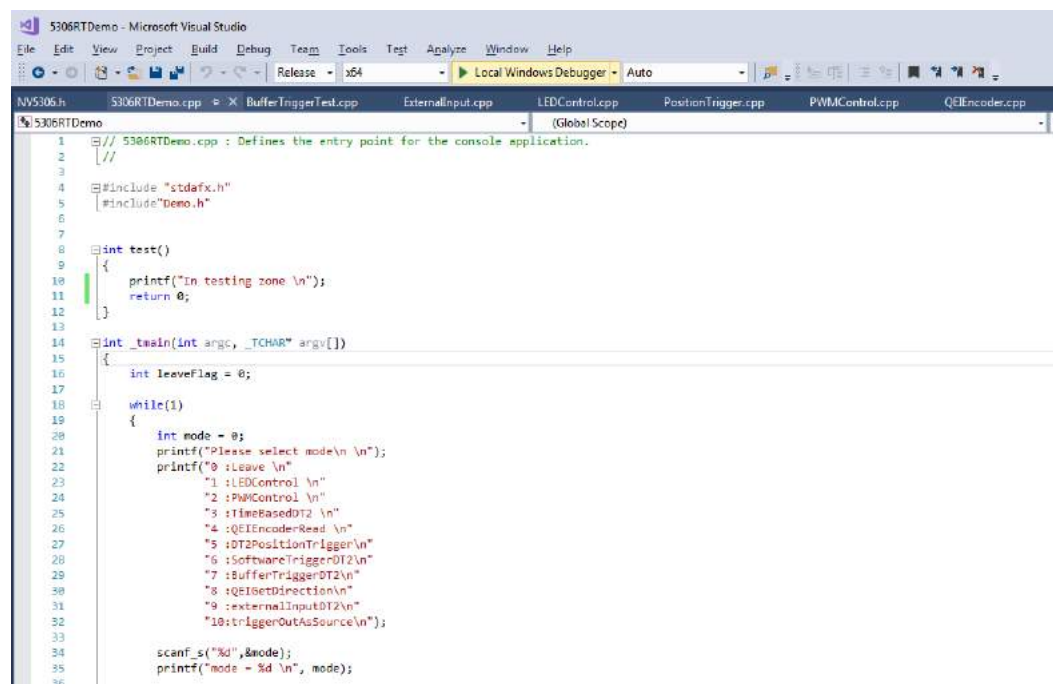 5306RTDemo - Microsoft Visual Studio
File Edit View Project Build Debug Team Tools Test Analyze Window Help
Release x64 Local Windows Debugger Auto
NV5306.h 5306RTDemo.cpp BufferTriggerTest.cpp ExternalInput.cpp LEDControl.cpp PositionTrigger.cpp PWMControl.cpp QEIEncoder.cpp
5306RTDemo (Global Scope)
1 // 5306RTDemo.cpp : Defines the entry point for the console application.
2 //
3
4 #include "stdafx.h"
5 #include"Demo.h"
6
7
8 int test()
9 {
10 printf("In testing zone \n");
11 return 0;
12 }
13
14 int _tmain(int argc, _TCHAR* argv[])
15 {
16 int leaveFlag = 0;
17
18 while(1)
19 {
20 int mode = 0;
21 printf("Please select mode\n \n");
22 printf("0 :Leave \n"
23 "1 :LEDControl \n"
24 "2 :PWMControl \n"
25 "3 :TimeBasedDT2 \n"
26 "4 :QEIEncoderRead \n"
27 "5 :DT2PositionTrigger\n"
28 "6 :SoftwareTriggerDT2\n"
29 "7 :BufferTriggerDT2\n"
30 "8 :QEIGetDirection\n"
31 "9 :externalInputDT2\n"
32 "10:triggerOutAsSource\n");
33
34 scanf_s("%d",&mode);
35 printf("mode = %d \n", mode);
36